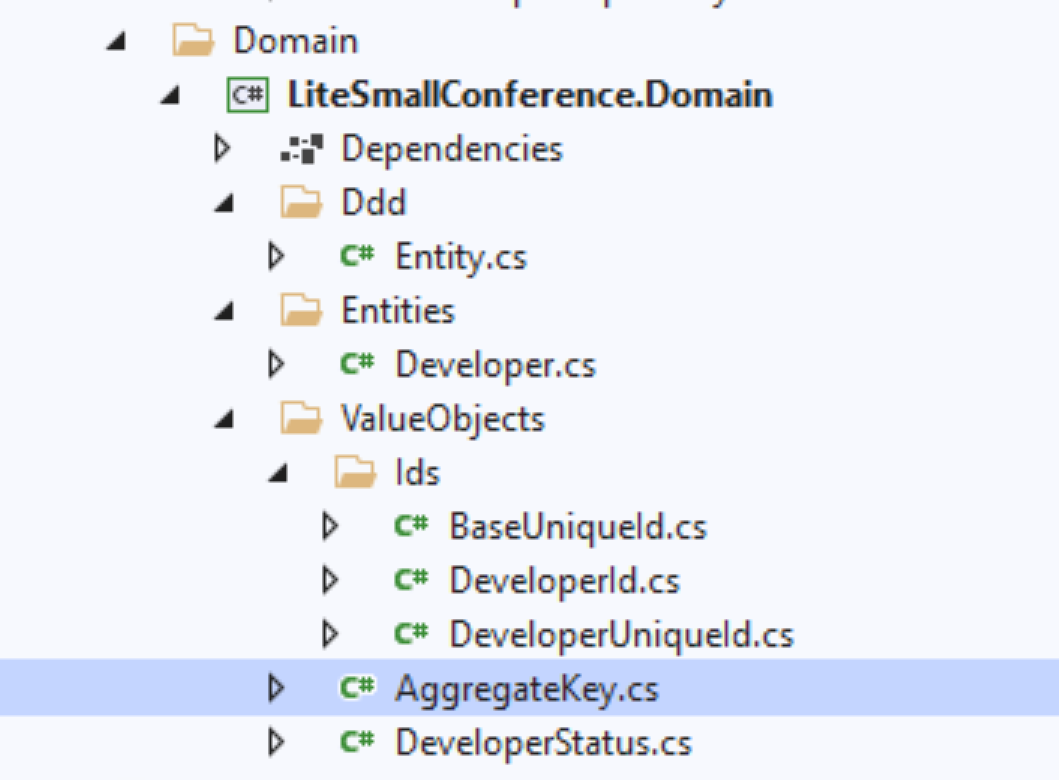 Domain
C# LiteSmallConference.Domain
Dependencies
Ddd
C# Entity.cs
Entities
C# Developer.cs
ValueObjects
Ids
C# BaseUniqueId.cs
C# DeveloperId.cs
C# DeveloperUniqueId.cs
C# AggregateKey.cs
C# DeveloperStatus.cs